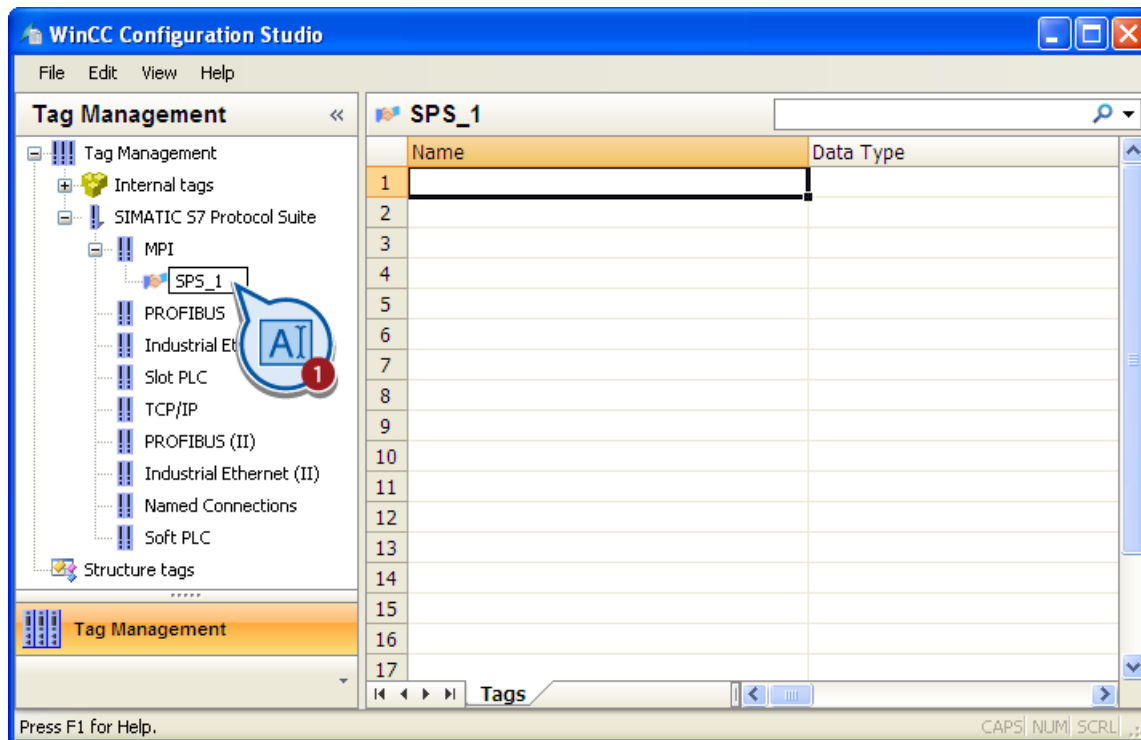 WinCC Configuration Studio
File Edit View Help
Tag Management «
Tag Management
Internal tags
SIMATIC S7 Protocol Suite
MPI
SPS_1
PROFIBUS
Industrial Et
Slot PLC
TCP/IP
PROFIBUS (II)
Industrial Ethernet (II)
Named Connections
Soft PLC
Structure tags
AI
1
Tag Management
SPS_1
Name Data Type
1
2
3
4
5
6
7
8
9
10
11
12
13
14
15
16
17
Tags
Press F1 for Help.
CAPS NUM SCRL